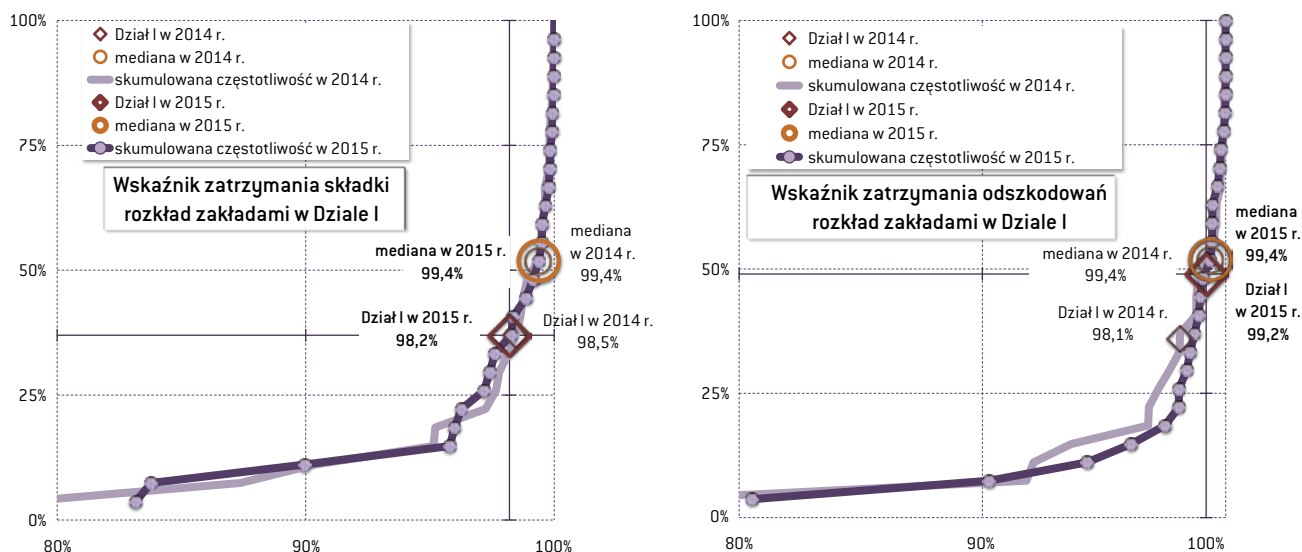 100%
75%
50%
25%
0%
80%
90%
100%
Dział I w 2014 r.
mediana w 2014 r.
skumulowana częstotliwość w 2014 r.
Dział I w 2015 r.
mediana w 2015 r.
skumulowana częstotliwość w 2015 r.
Wskaźnik zatrzymania składki
rozkład zakładami w Dziale I
mediana w 2015 r.
99,4%
mediana
w 2014 r.
99,4%
Dział I w 2015 r.
98,2%
Dział I w 2014 r.
98,5%
100%
75%
50%
25%
0%
80%
90%
100%
Dział I w 2014 r.
mediana w 2014 r.
skumulowana częstotliwość w 2014 r.
Dział I w 2015 r.
mediana w 2015 r.
skumulowana częstotliwość w 2015 r.
Wskaźnik zatrzymania odszkodowań
rozkład zakładami w Dziale I
mediana w 2014 r.
99,4%
mediana
w 2015 r.
99,4%
Dział I w 2014 r.
98,1%
Dział I
w 2015 r.
99,2%